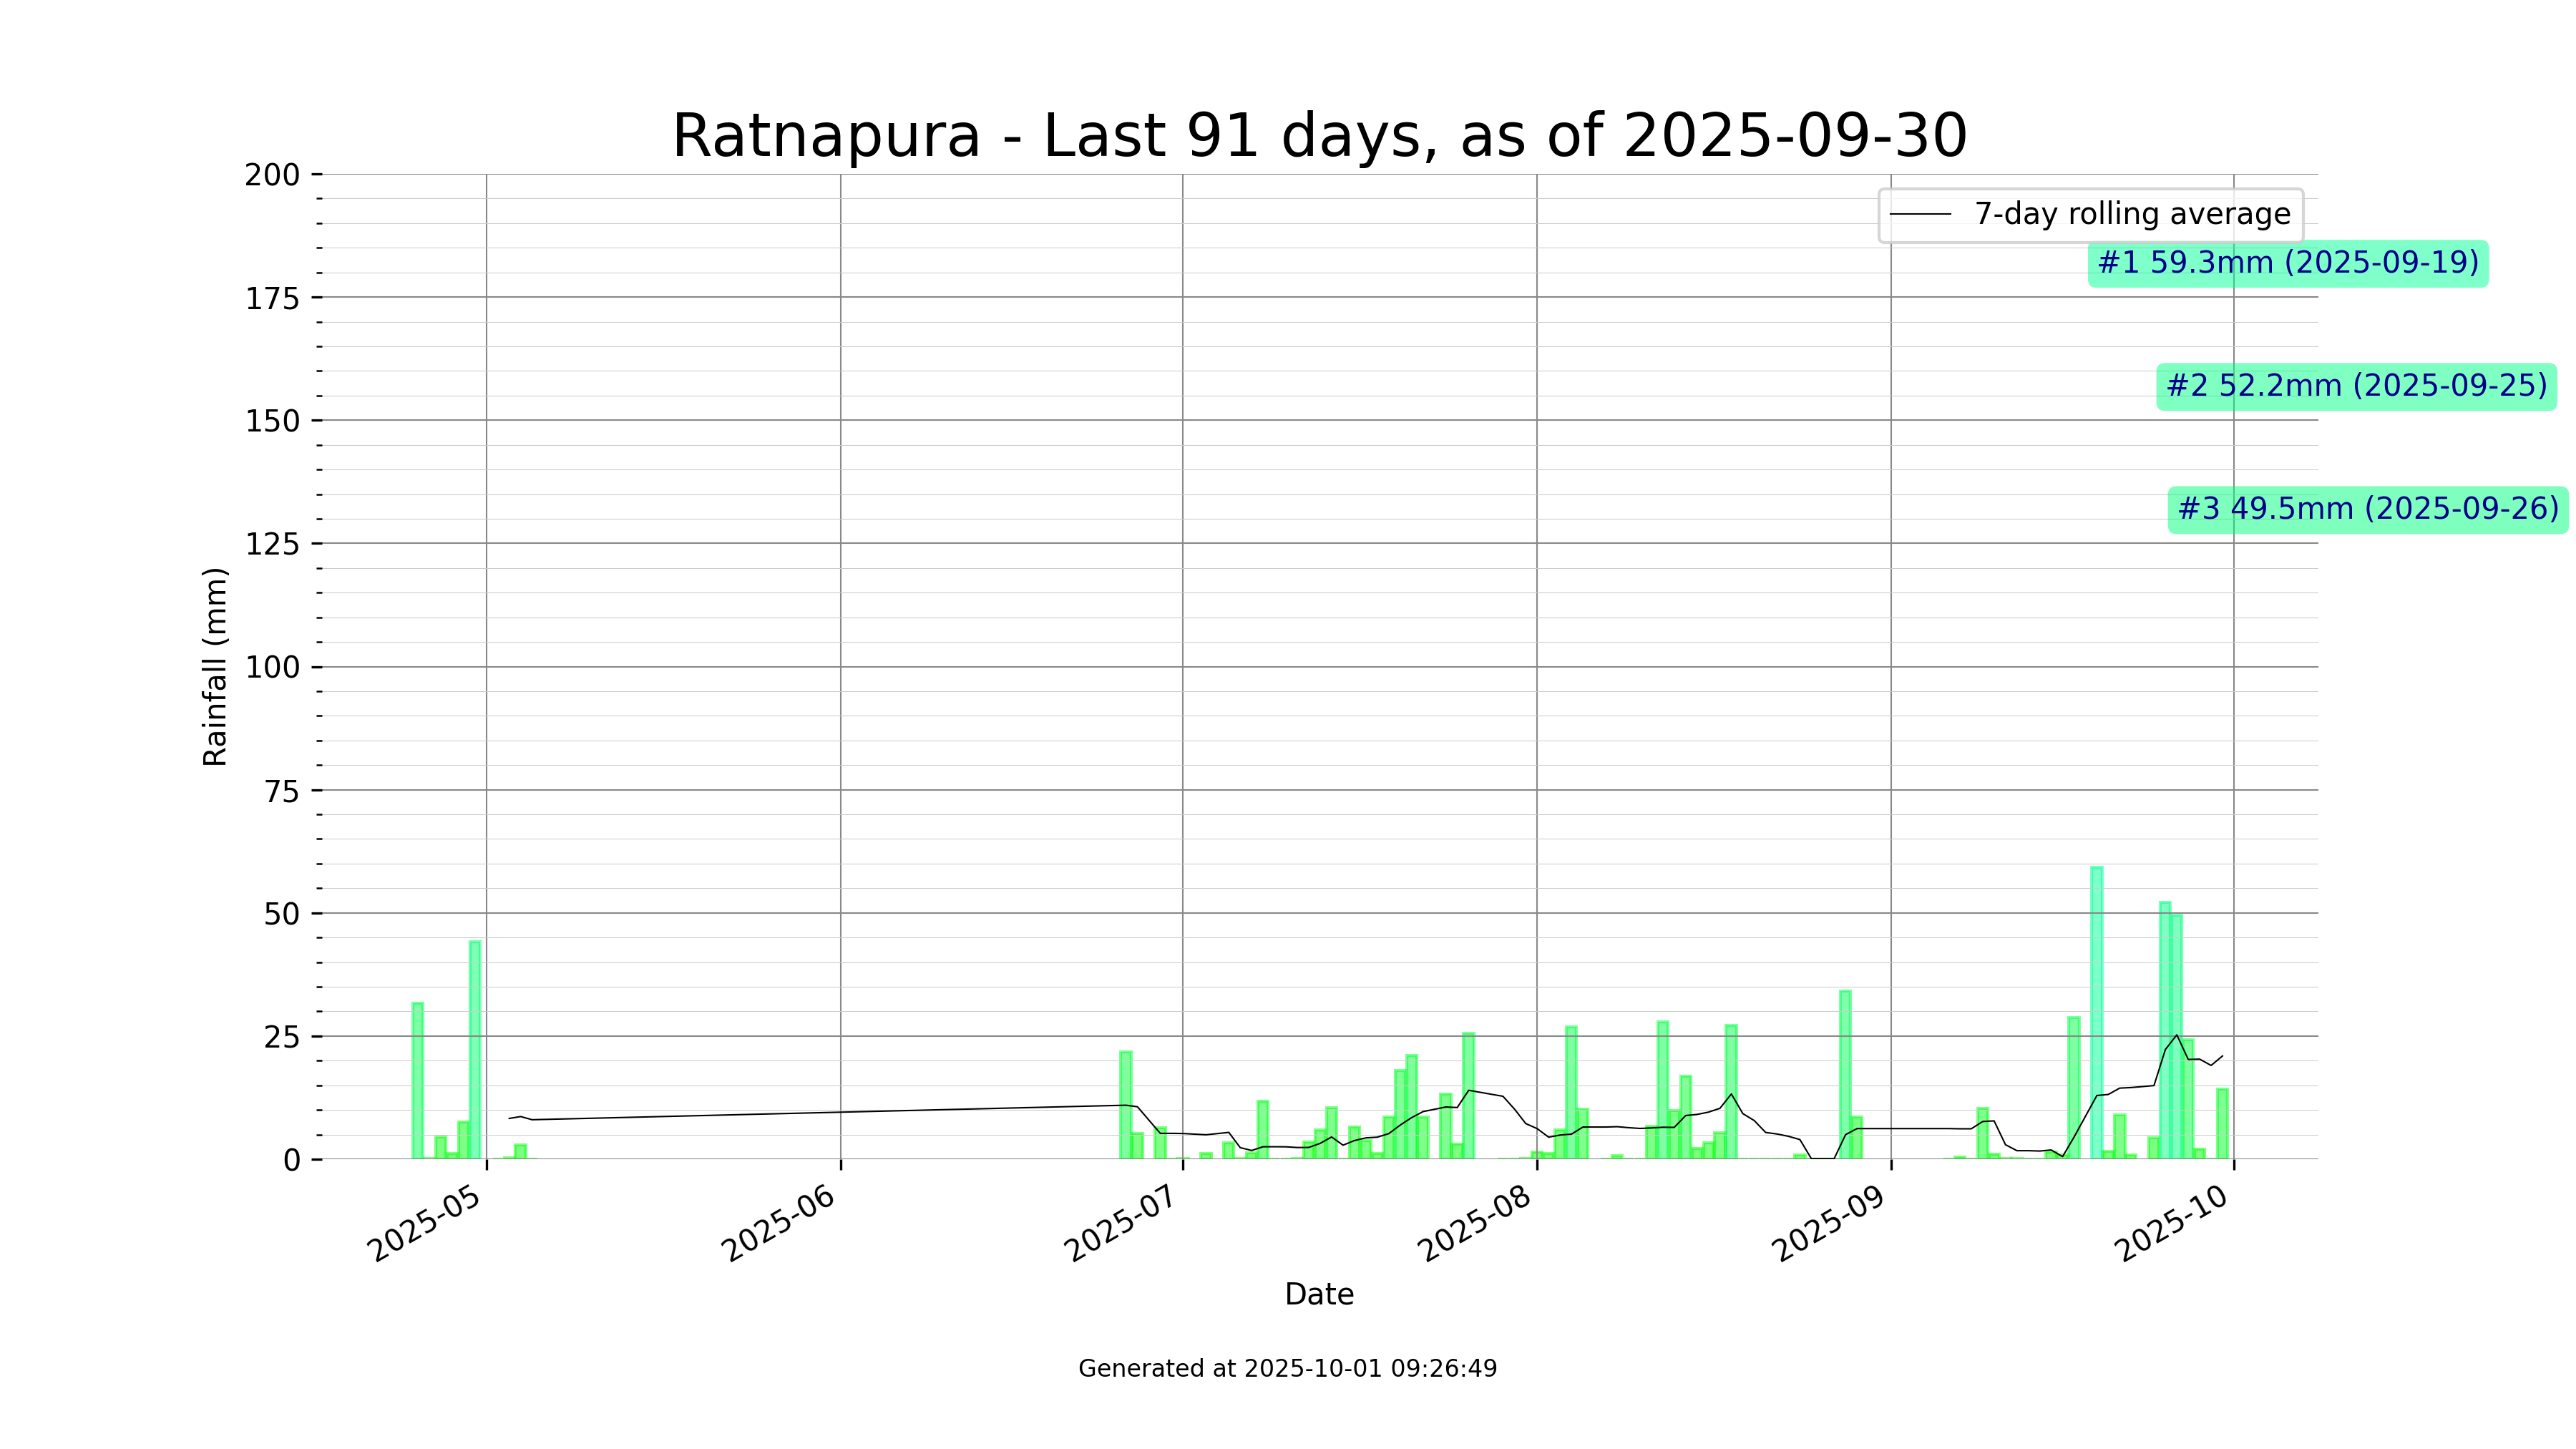 Ratnapura - Last 91 days, as of 2025-09-30
200
175
150
125
100
75
50
25
0
Rainfall (mm)
7-day rolling average
#1 59.3mm (2025-09-19)
#2 52.2mm (2025-09-25)
#3 49.5mm (2025-09-26)
2025-05
2025-06
2025-07
2025-08
2025-09
2025-10
Date
Generated at 2025-10-01 09:26:49